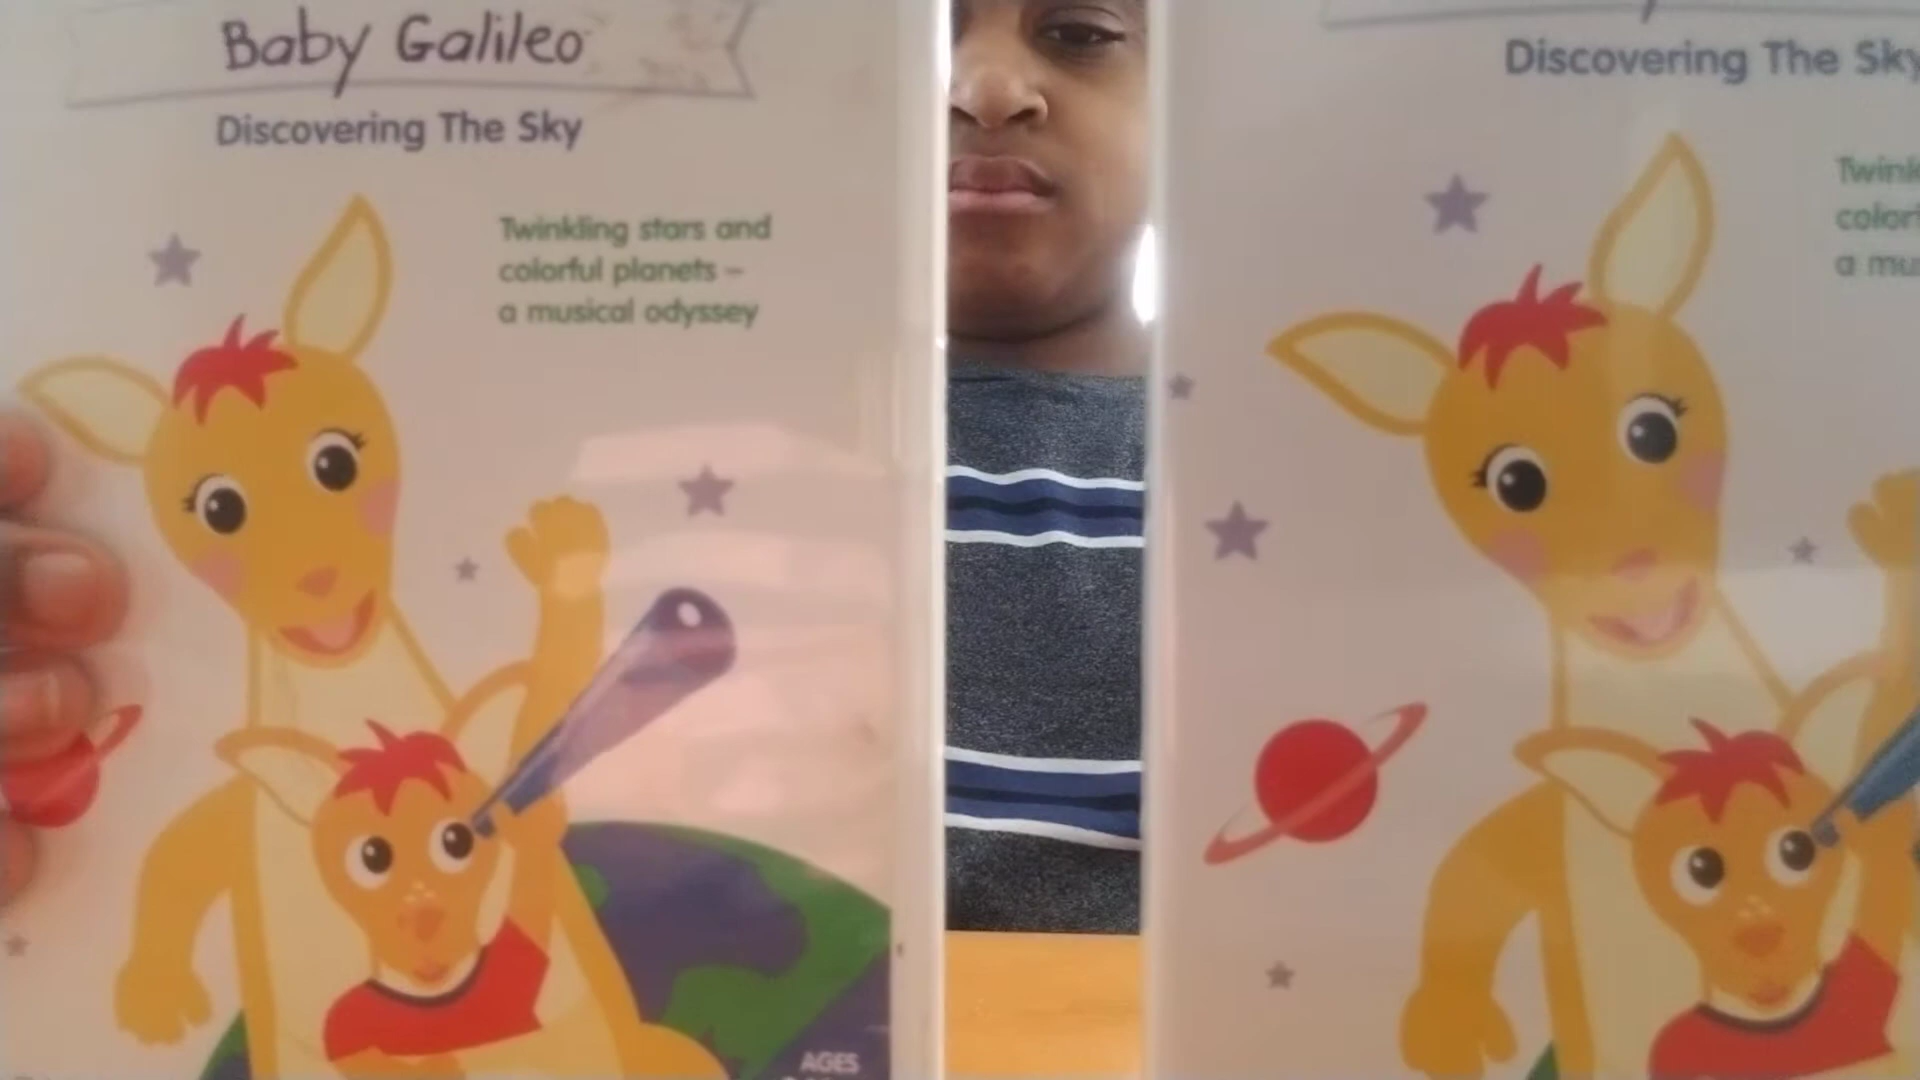 Baby Galileo
Discovering The Sky
Twinkling stars and
colorful planets –
a musical odyssey
AGES
Discovering The Sky